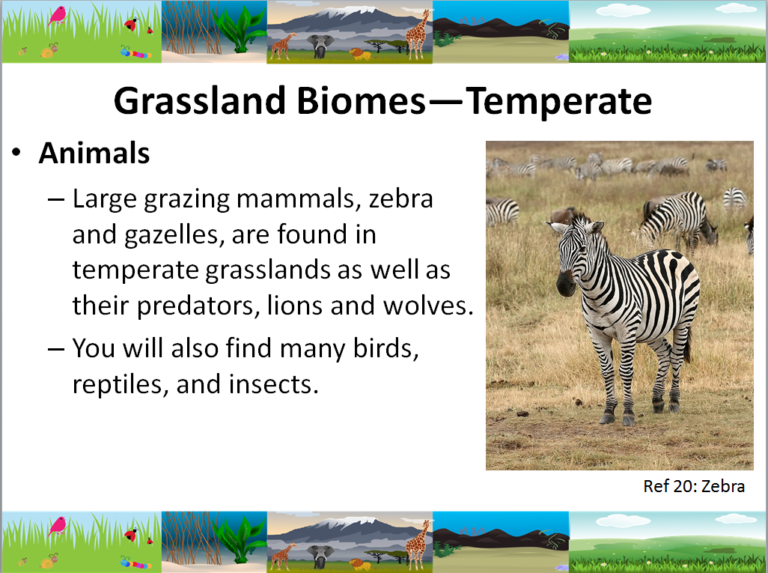 Grassland Biomes—Temperate
• Animals
– Large grazing mammals, zebra
and gazelles, are found in
temperate grasslands as well as
their predators, lions and wolves.
– You will also find many birds,
reptiles, and insects.
Ref 20: Zebra